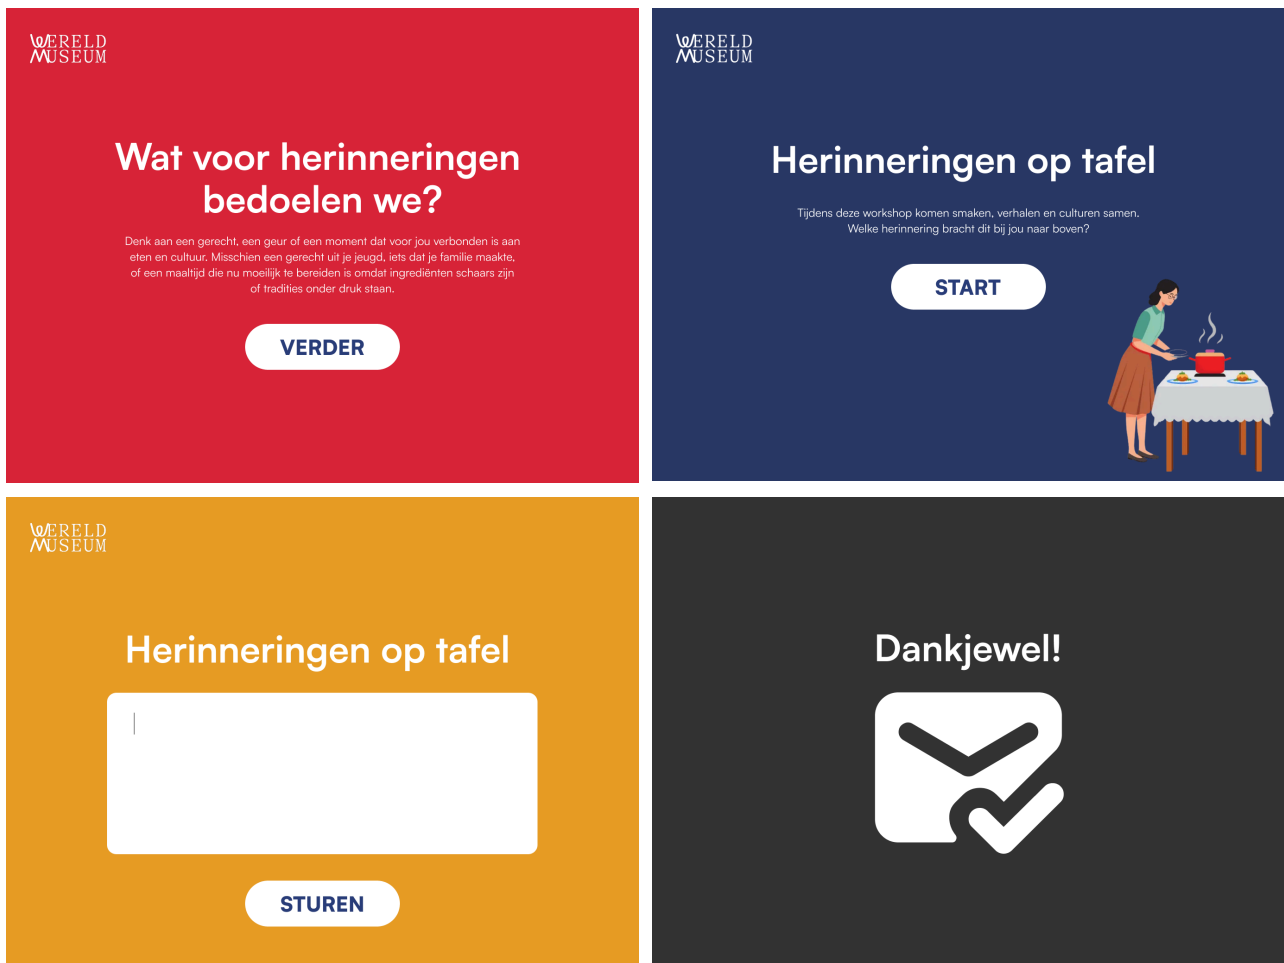 WERELD
MUSEUM
Wat voor herinneringen
bedoelen we?
Denk aan een gerecht, een geur of een moment dat voor jou verbonden is aan
eten en cultuur. Misschien een gerecht uit je jeugd, iets dat je familie maakte,
of een maaltijd die nu moeilijk te bereiden is omdat ingrediënten schaars zijn
of tradities onder druk staan.
VERDER
WERELD
MUSEUM
Herinneringen op tafel
Tijdens deze workshop komen smaken, verhalen en culturen samen.
Welke herinnering bracht dit bij jou naar boven?
START
WERELD
MUSEUM
Herinneringen op tafel
STUREN
Dankjewel!